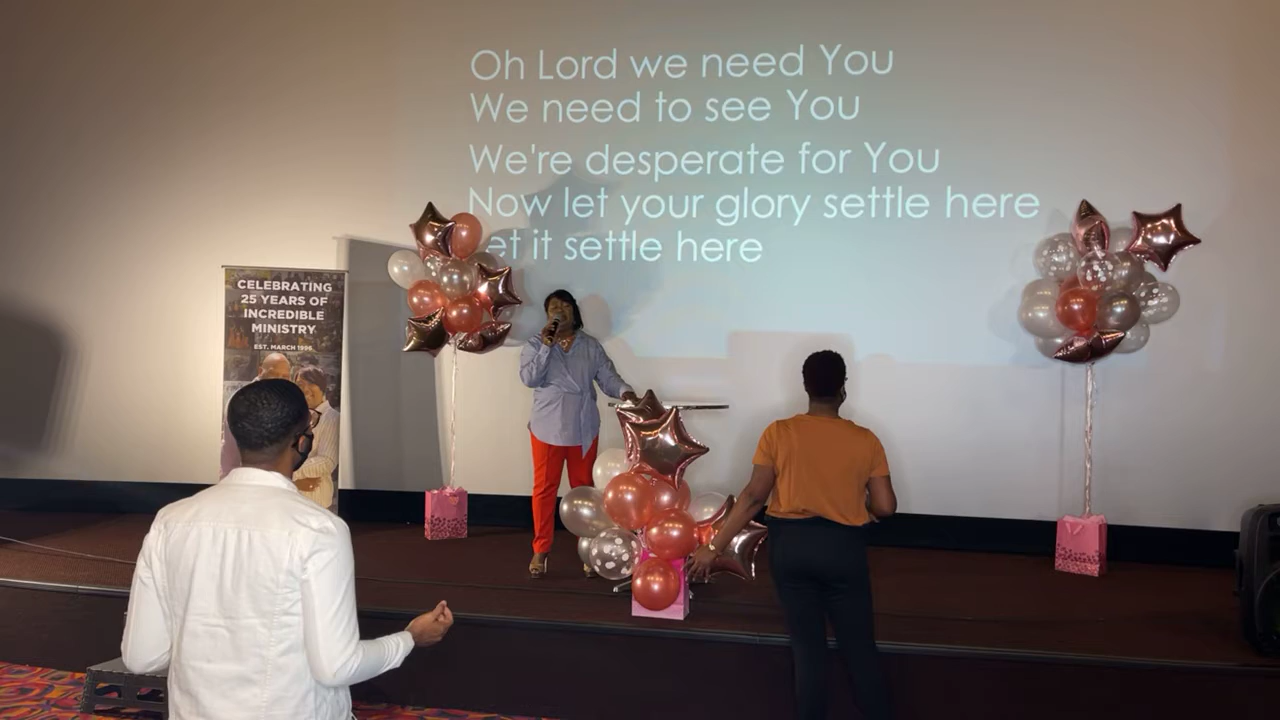 Oh Lord we need You
We need to see You
We're desperate for You
Now let your glory settle here
et it settle here
CELEBRATING
25 YEARS OF
INCREDIBLE
MINISTRY
EST. MARCH 1996